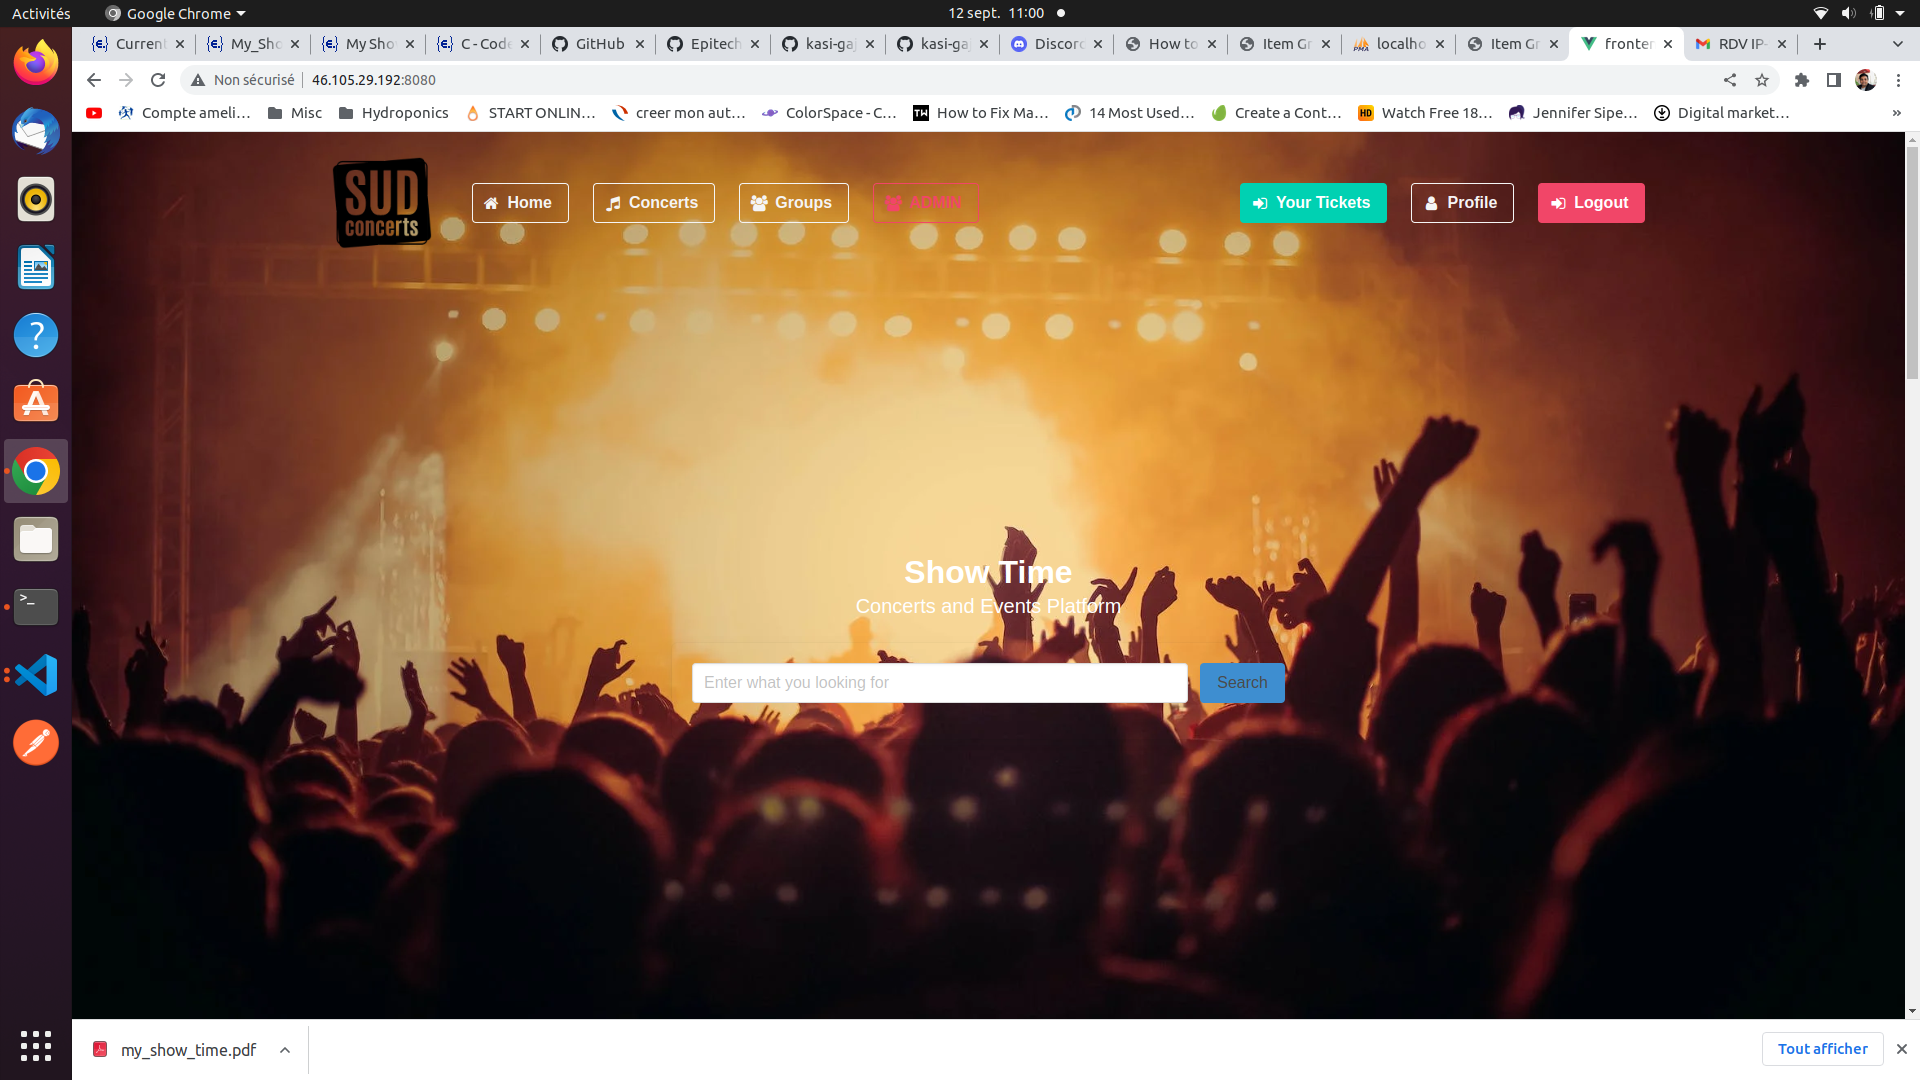 Activités Google Chrome 12 sept. 11:00
Current My_Sho My Sho C - Code GitHub Epitech kasi-ga kasi-ga Discord How to Item Gr localho Item Gr fronte RDV IP-
Non sécurisé 46.105.29.192:8080
Compte ameli… Misc Hydroponics START ONLIN… creer mon aut… ColorSpace - C… How to Fix Ma… 14 Most Used… Create a Cont… Watch Free 18… Jennifer Sipe… Digital market… »
SUD
concerts
Home Concerts Groups ADMIN Your Tickets Profile Logout
Show Time
Concerts and Events Platform
Enter what you looking for Search
my_show_time.pdf Tout afficher